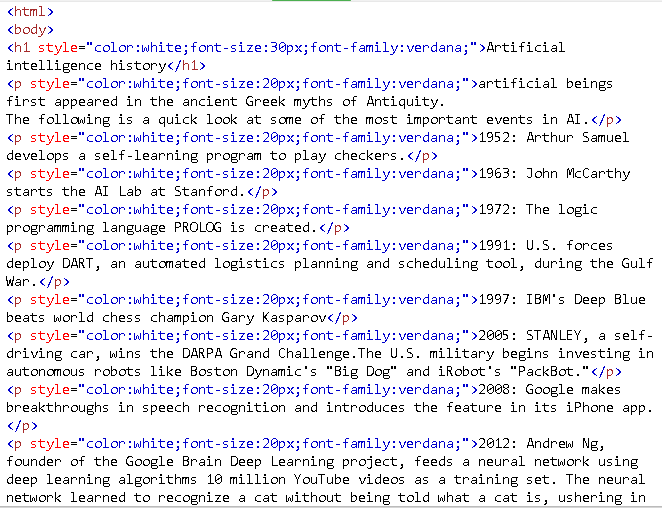 <html>
<body>
<h1 style="color:white;font-size:30px;font-family:verdana;">Artificial
intelligence history</h1>
<p style="color:white;font-size:20px;font-family:verdana;">artificial beings
first appeared in the ancient Greek myths of Antiquity.
The following is a quick look at some of the most important events in AI.</p>
<p style="color:white;font-size:20px;font-family:verdana;">1952: Arthur Samuel
develops a self-learning program to play checkers.</p>
<p style="color:white;font-size:20px;font-family:verdana;">1963: John McCarthy
starts the AI Lab at Stanford.</p>
<p style="color:white;font-size:20px;font-family:verdana;">1972: The logic
programming language PROLOG is created.</p>
<p style="color:white;font-size:20px;font-family:verdana;">1991: U.S. forces
deploy DART, an automated logistics planning and scheduling tool, during the Gulf
War.</p>
<p style="color:white;font-size:20px;font-family:verdana;">1997: IBM's Deep Blue
beats world chess champion Gary Kasparov</p>
<p style="color:white;font-size:20px;font-family:verdana;">2005: STANLEY, a self-
driving car, wins the DARPA Grand Challenge.The U.S. military begins investing in
autonomous robots like Boston Dynamic's "Big Dog" and iRobot's "PackBot."</p>
<p style="color:white;font-size:20px;font-family:verdana;">2008: Google makes
breakthroughs in speech recognition and introduces the feature in its iPhone app.
</p>
<p style="color:white;font-size:20px;font-family:verdana;">2012: Andrew Ng,
founder of the Google Brain Deep Learning project, feeds a neural network using
deep learning algorithms 10 million YouTube videos as a training set. The neural
network learned to recognize a cat without being told what a cat is, ushering in